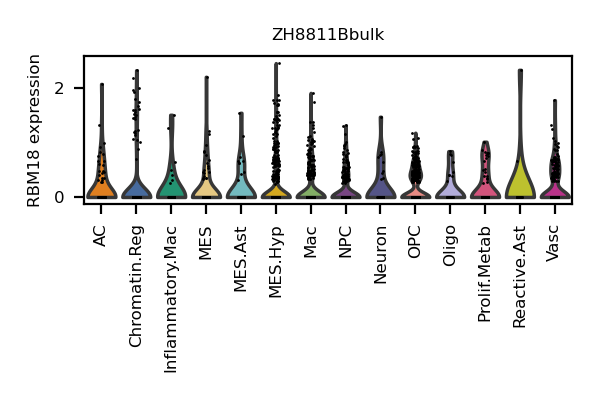 ZH8811Bbulk
RBM18 expression
2
0
AC
Chromatin.Reg
Inflammatory.Mac
MES
MES.Ast
MES.Hyp
Mac
NPC
Neuron
OPC
Oligo
Prolif.Metab
Reactive.Ast
Vasc